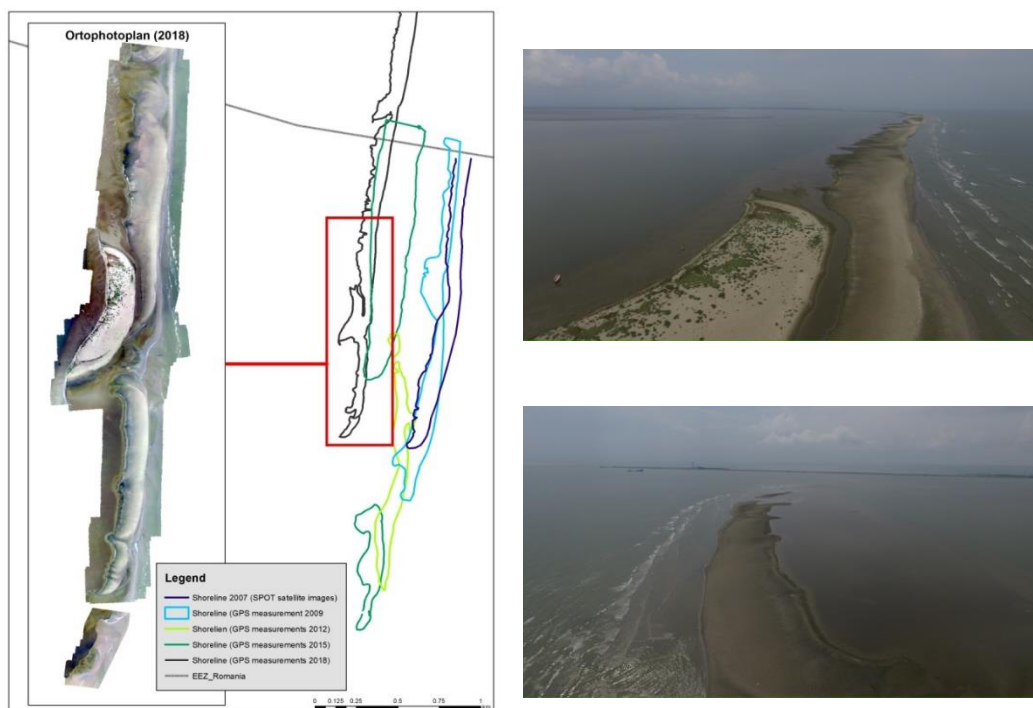 Ortophotoplan (2018)
Legend
Shoreline 2007 (SPOT satellite images)
Shoreline (GPS measurement 2009
Shorelien (GPS measurements 2012)
Shoreline (GPS measurements 2015)
Shoreline (GPS measurements 2018)
EEZ_Romania
0 0.125 0.25 0.5 0.75 1